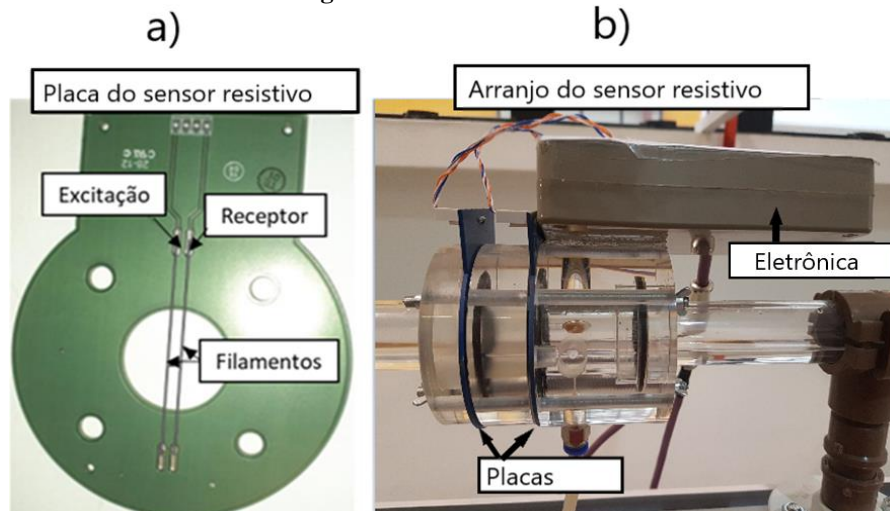 a)
b)
Placa do sensor resistivo
Arranjo do sensor resistivo
Excitação
Receptor
Eletrônica
Filamentos
Placas